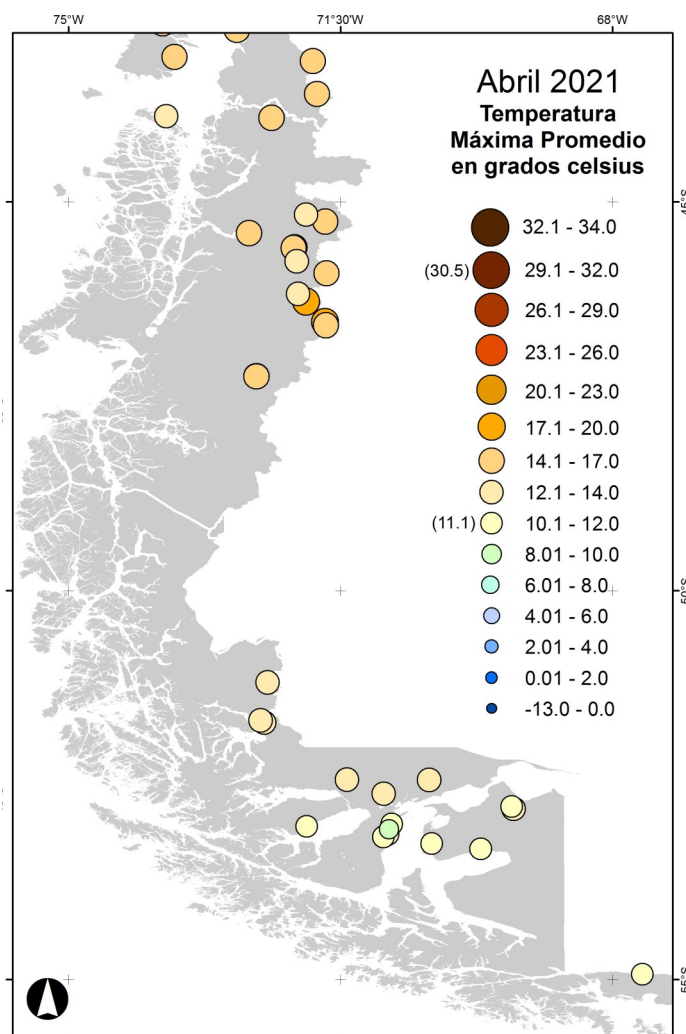 75°W 71°30'W 68°W
Abril 2021
Temperatura
Máxima Promedio
en grados celsius
45°S
32.1 - 34.0
(30.5) 29.1 - 32.0
26.1 - 29.0
23.1 - 26.0
20.1 - 23.0
17.1 - 20.0
14.1 - 17.0
12.1 - 14.0
(11.1) 10.1 - 12.0
8.01 - 10.0
50°S
6.01 - 8.0
4.01 - 6.0
2.01 - 4.0
0.01 - 2.0
-13.0 - 0.0
55°S